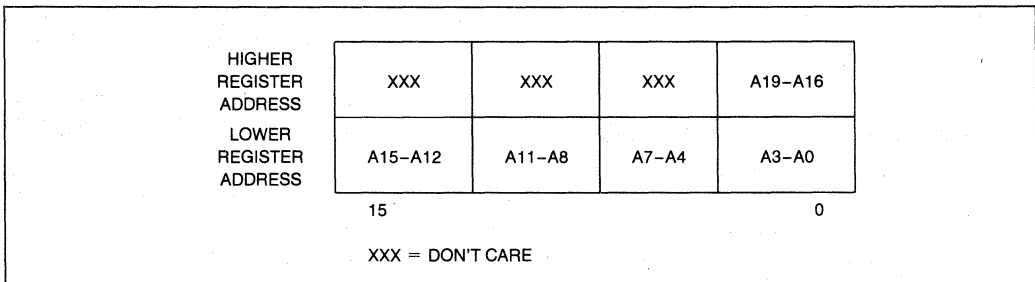 HIGHER
REGISTER
ADDRESS
XXX XXX XXX A19–A16
LOWER
REGISTER
ADDRESS
A15–A12 A11–A8 A7–A4 A3–A0
15 0
XXX = DON'T CARE